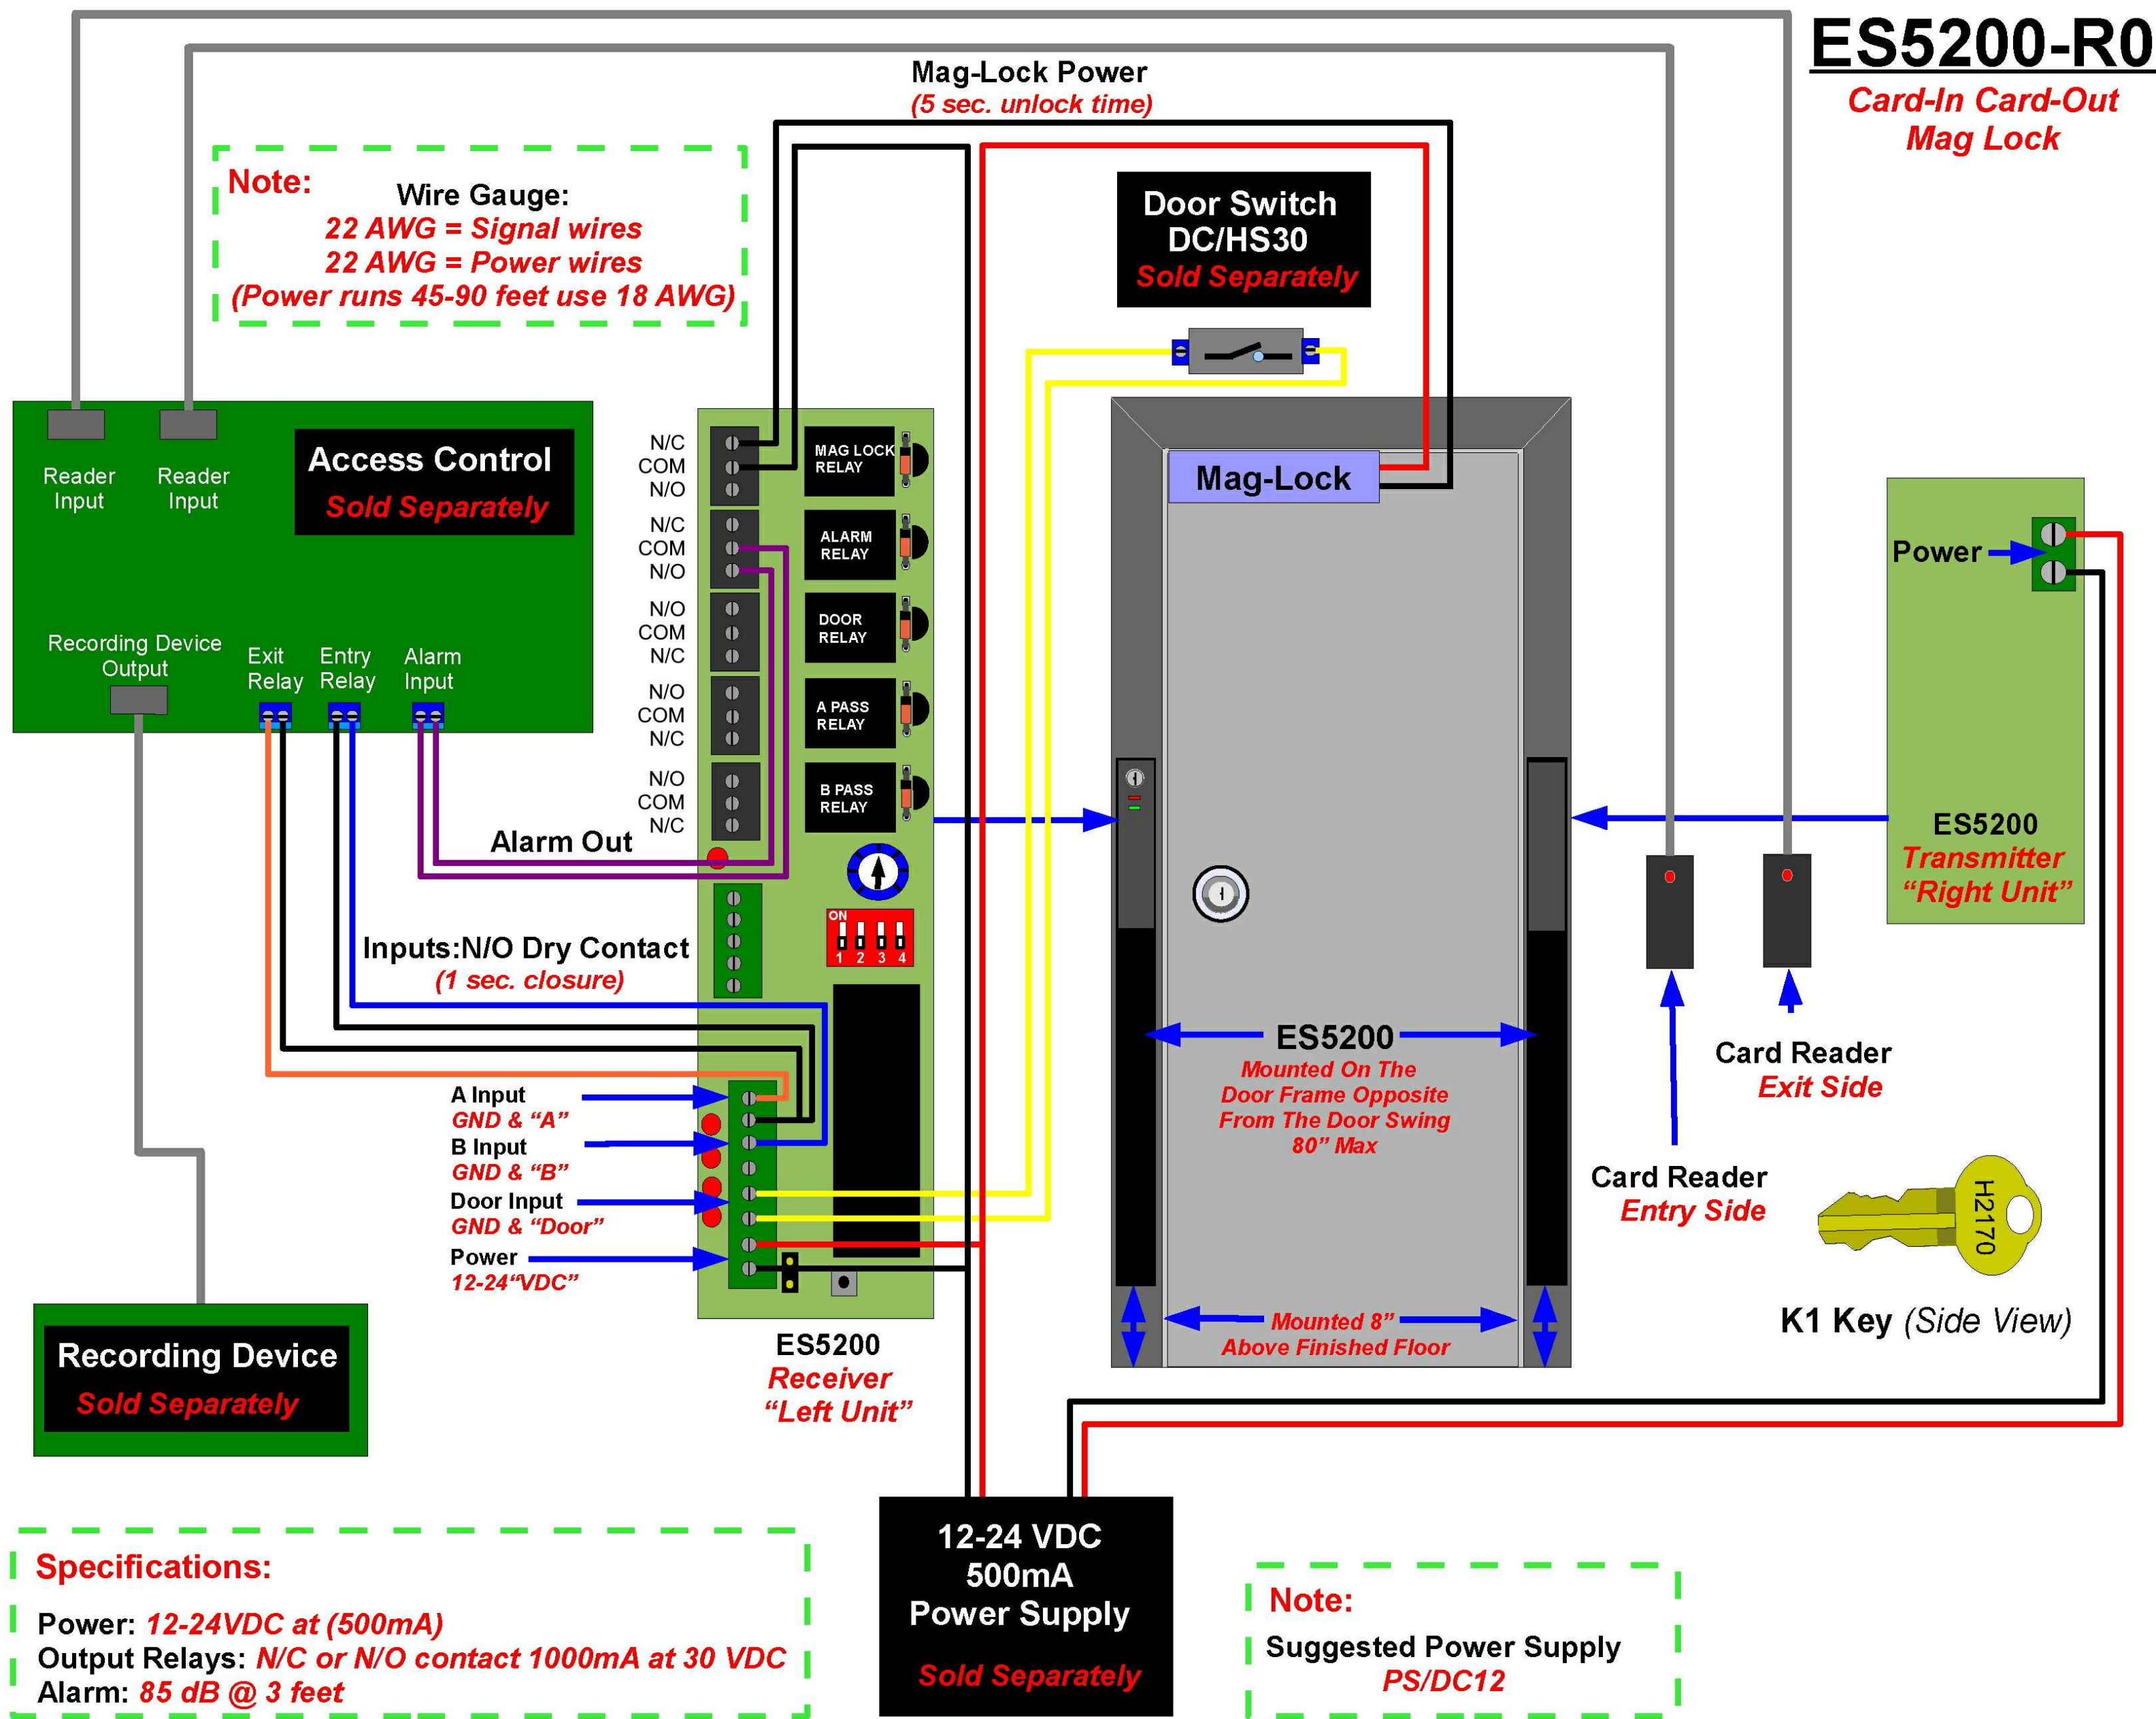 ES5200-R0
Card-In Card-Out
Mag Lock
Mag-Lock Power
(5 sec. unlock time)
Note:
Wire Gauge:
22 AWG = Signal wires
22 AWG = Power wires
(Power runs 45-90 feet use 18 AWG)
Door Switch
DC/HS30
Sold Separately
Reader
Input
Reader
Input
Access Control
Sold Separately
Recording Device
Output
Exit
Relay
Entry
Relay
Alarm
Input
N/C
COM
N/O
MAG LOCK
RELAY
N/C
COM
N/O
ALARM
RELAY
N/O
COM
N/C
DOOR
RELAY
N/O
COM
N/C
A PASS
RELAY
N/O
COM
N/C
B PASS
RELAY
Mag-Lock
Power
ES5200
Transmitter
“Right Unit”
Alarm Out
ON
1 2 3 4
Inputs:N/O Dry Contact
(1 sec. closure)
A Input
GND & “A”
B Input
GND & “B”
Door Input
GND & “Door”
Power
12-24“VDC”
ES5200
Mounted On The
Door Frame Opposite
From The Door Swing
80” Max
Mounted 8”
Above Finished Floor
Card Reader
Exit Side
Card Reader
Entry Side
H2170
K1 Key (Side View)
ES5200
Receiver
“Left Unit”
Recording Device
Sold Separately
12-24 VDC
500mA
Power Supply
Sold Separately
Specifications:
Power: 12-24VDC at (500mA)
Output Relays: N/C or N/O contact 1000mA at 30 VDC
Alarm: 85 dB @ 3 feet
Note:
Suggested Power Supply
PS/DC12